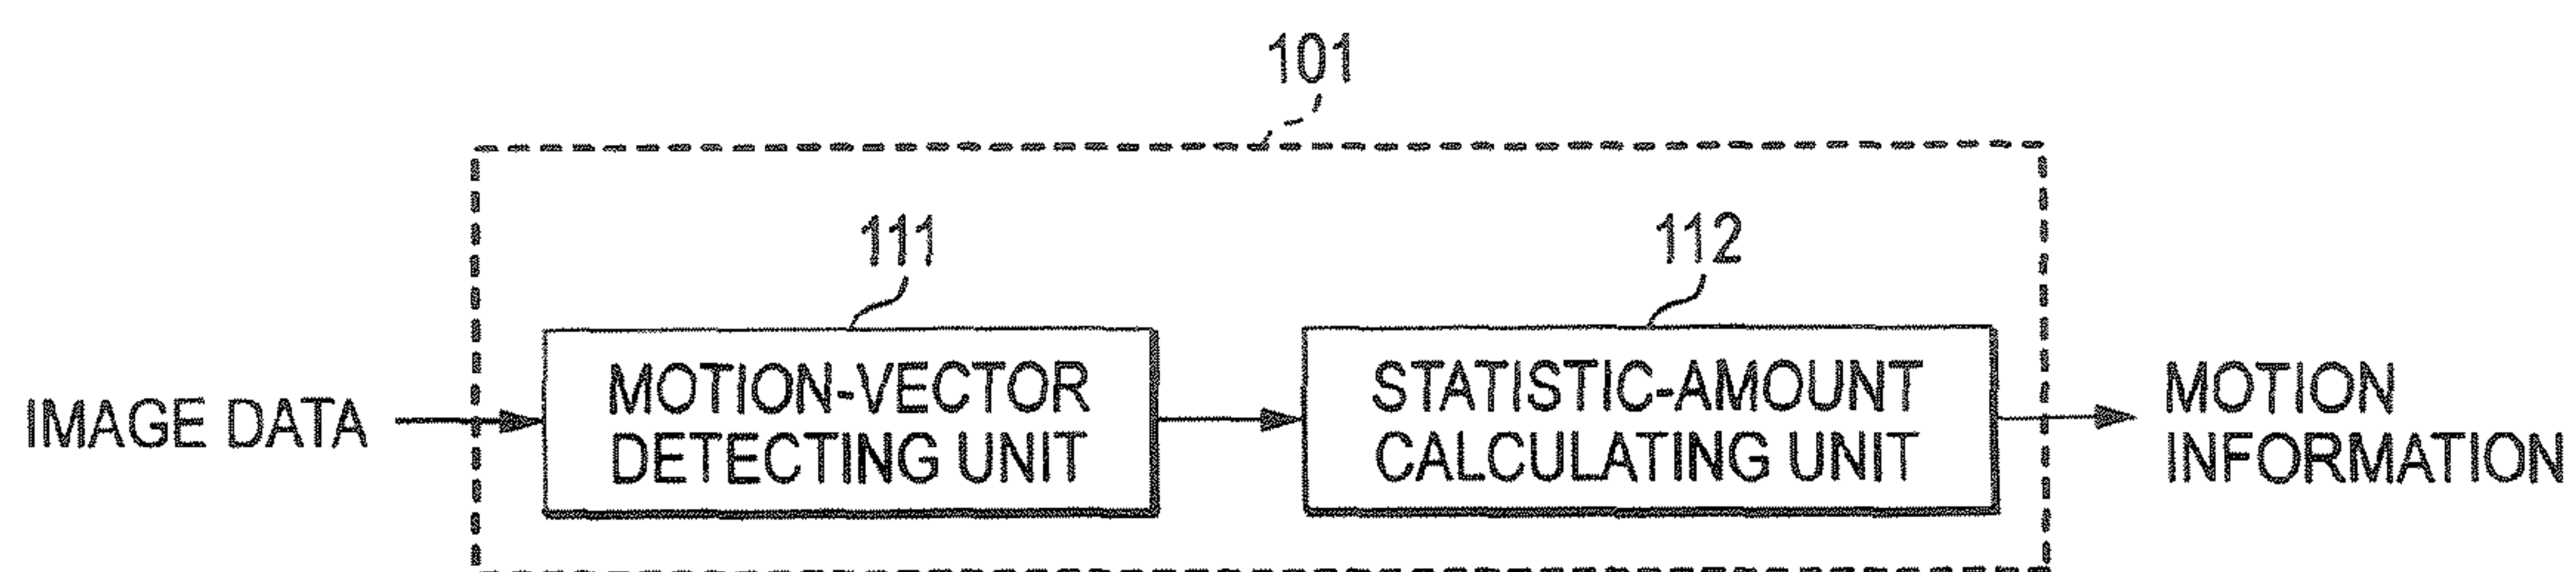 101
111
112
IMAGE DATA
MOTION-VECTOR
DETECTING UNIT
STATISTIC-AMOUNT
CALCULATING UNIT
MOTION
INFORMATION